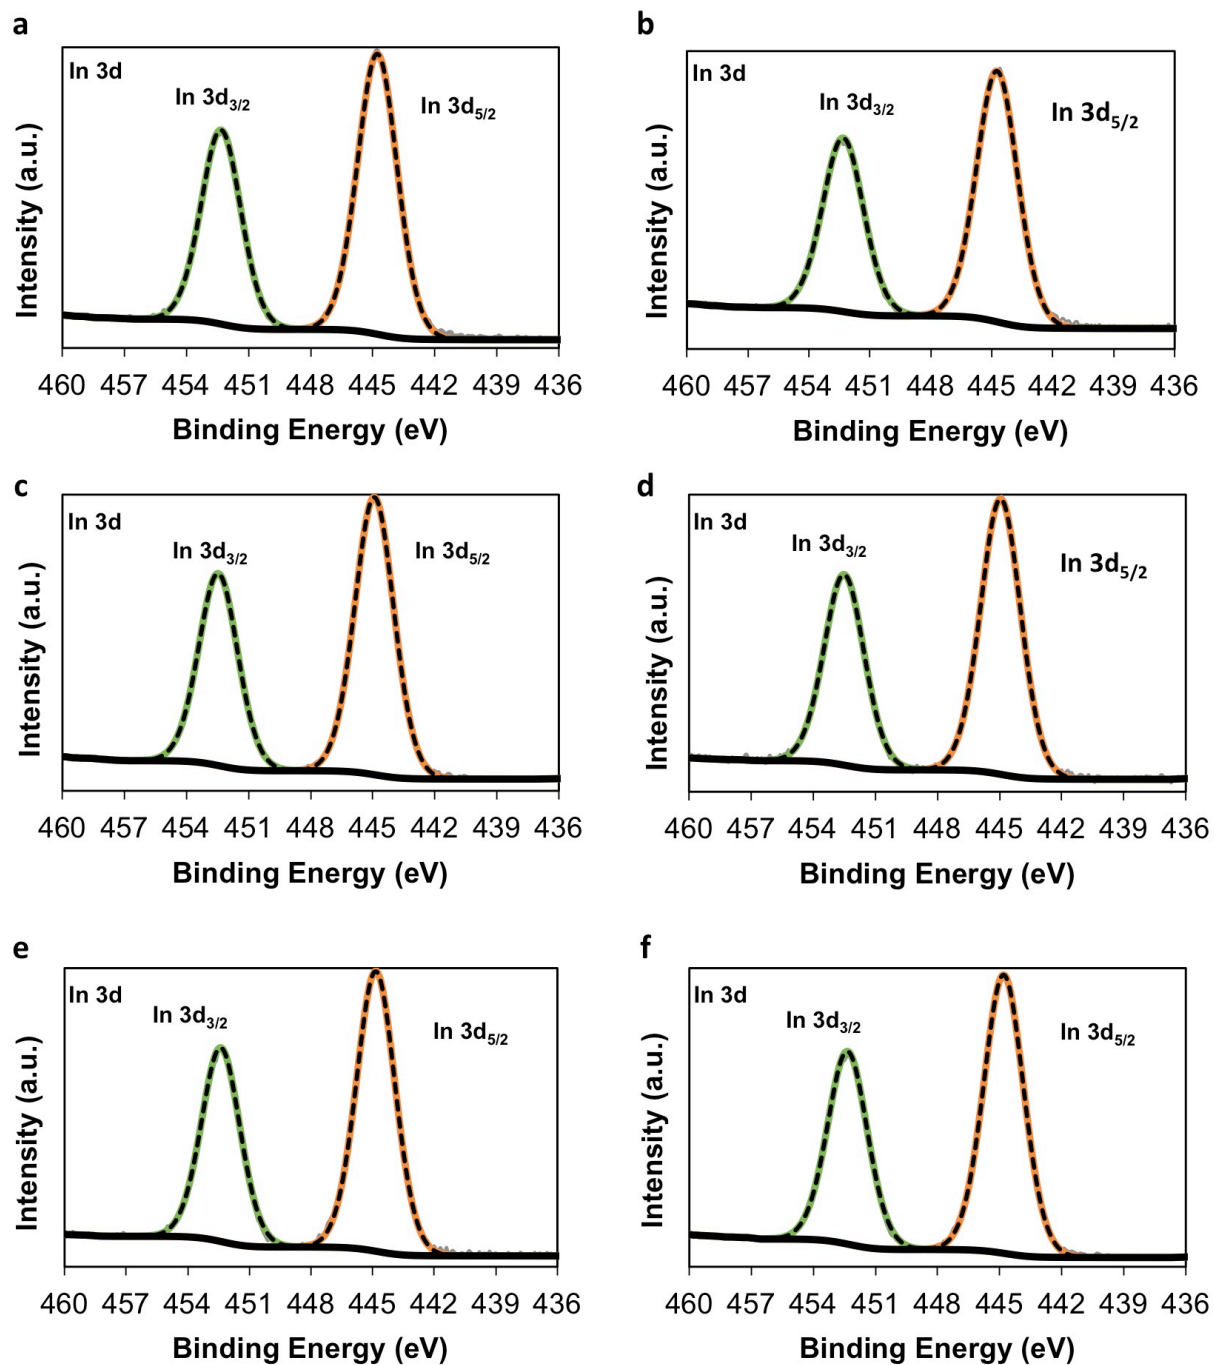 a
In 3d
In 3d3/2
In 3d5/2
Intensity (a.u.)
460 457 454 451 448 445 442 439 436
Binding Energy (eV)
b
In 3d
In 3d3/2
In 3d5/2
Intensity (a.u.)
460 457 454 451 448 445 442 439 436
Binding Energy (eV)
c
In 3d
In 3d3/2
In 3d5/2
Intensity (a.u.)
460 457 454 451 448 445 442 439 436
Binding Energy (eV)
d
In 3d
In 3d3/2
In 3d5/2
Intensity (a.u.)
460 457 454 451 448 445 442 439 436
Binding Energy (eV)
e
In 3d
In 3d3/2
In 3d5/2
Intensity (a.u.)
460 457 454 451 448 445 442 439 436
Binding Energy (eV)
f
In 3d
In 3d3/2
In 3d5/2
Intensity (a.u.)
460 457 454 451 448 445 442 439 436
Binding Energy (eV)